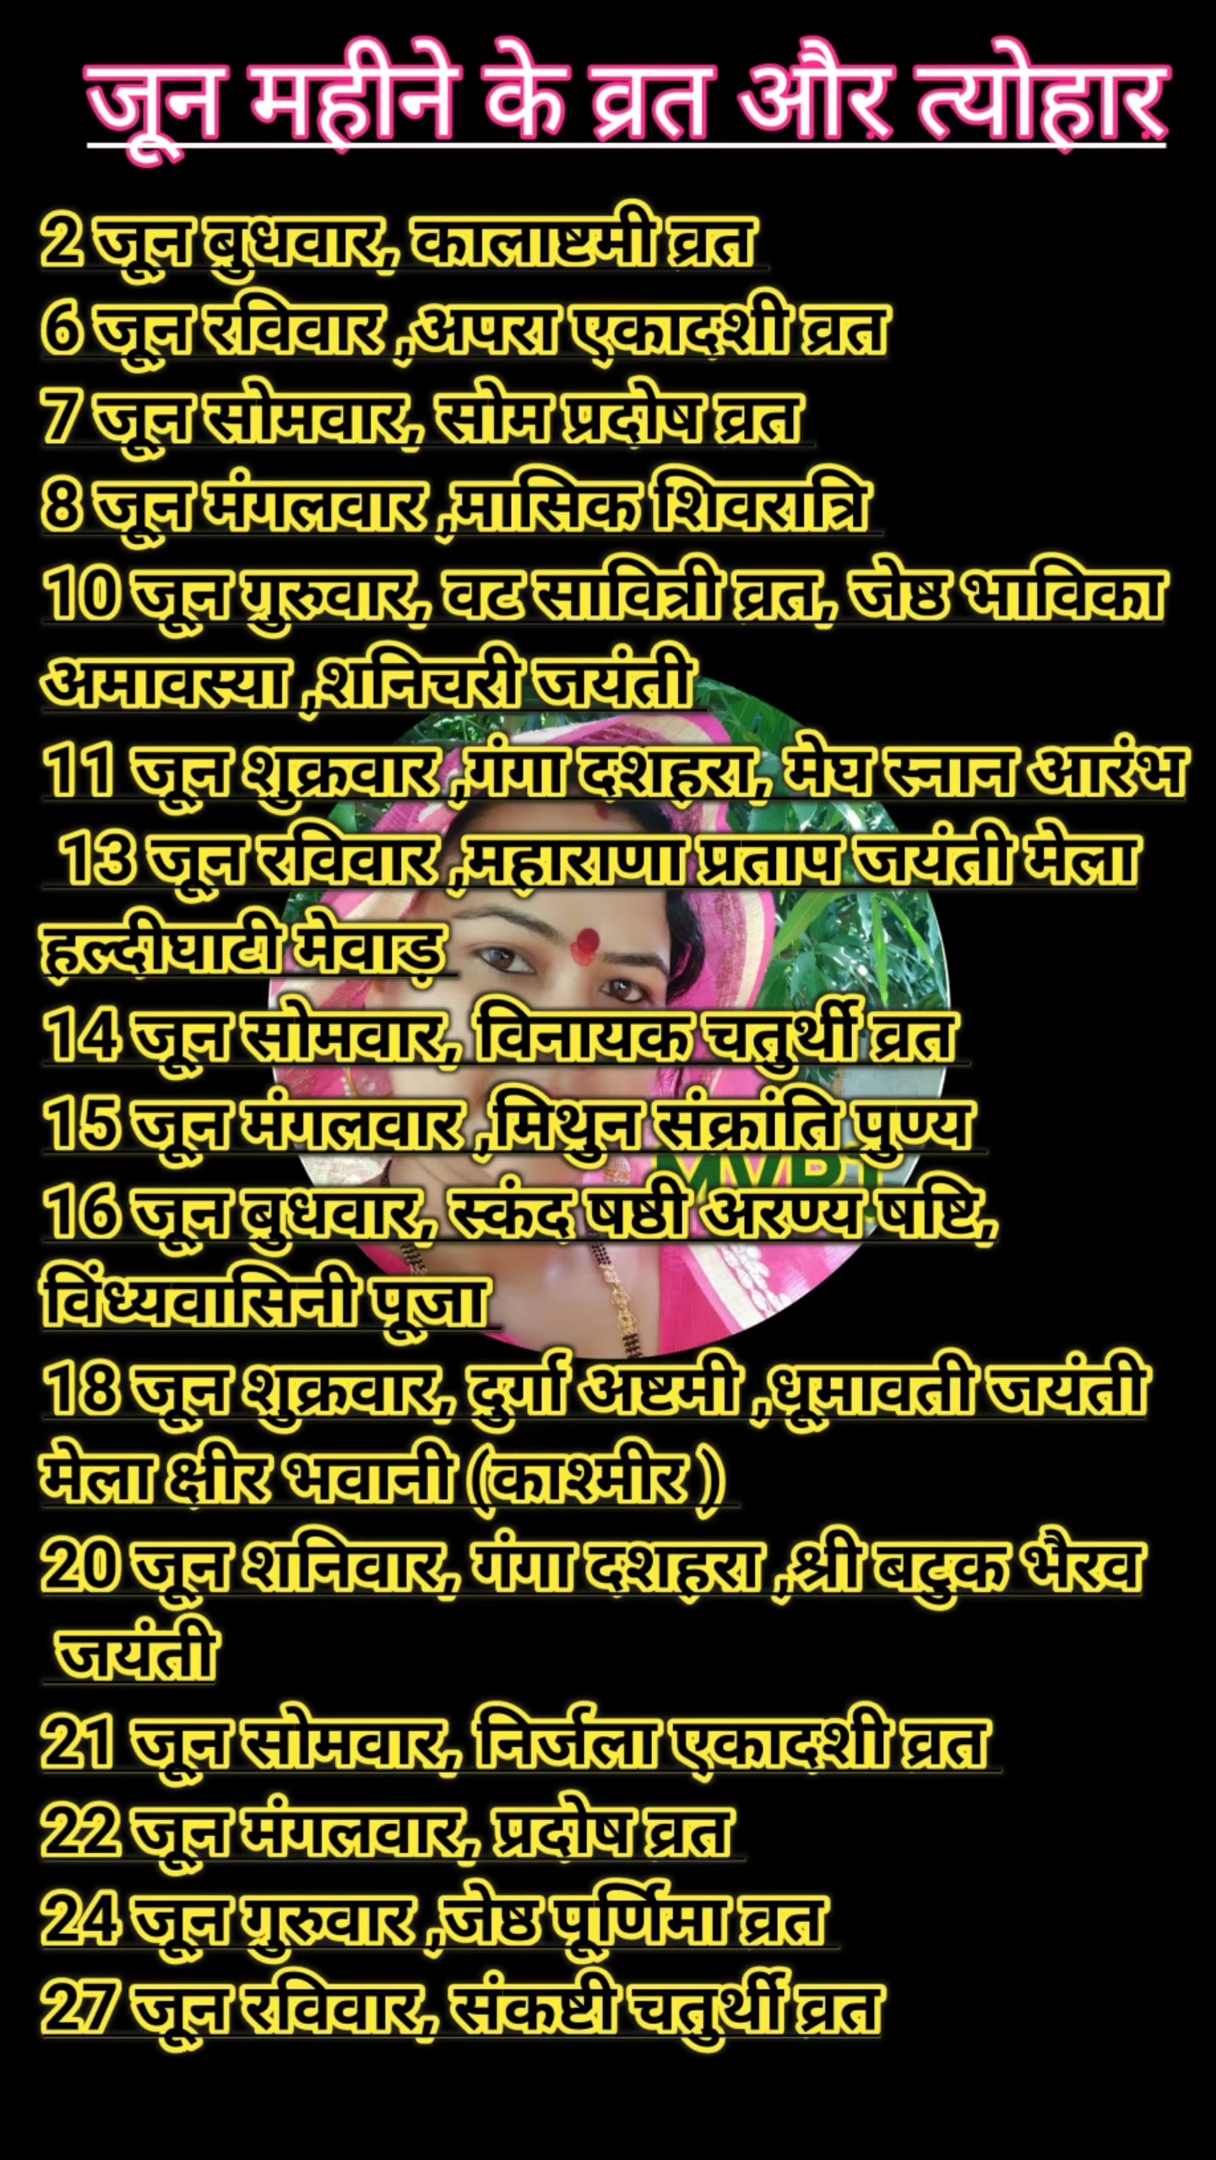 जून महीने के व्रत और त्योहार
2 जून बुधवार, कालाष्टमी व्रत
6 जून रविवार ,अपरा एकादशी व्रत
7 जून सोमवार, सोम प्रदोष व्रत
8 जून मंगलवार ,मासिक शिवरात्रि
10 जून गुरुवार, वट सावित्री व्रत, जेष्ठ भाविका
अमावस्या ,शनिचरी जयंती
11 जून शुक्रवार ,गंगा दशहरा, मेघ स्नान आरंभ
13 जून रविवार ,महाराणा प्रताप जयंती मेला
हल्दीघाटी मेवाड़
14 जून सोमवार, विनायक चतुर्थी व्रत
15 जून मंगलवार ,मिथुन संक्रांति पुण्य
16 जून बुधवार, स्कंद षष्ठी अरण्य षष्टि,
विंध्यवासिनी पूजा
18 जून शुक्रवार, दुर्गा अष्टमी ,धूमावती जयंती
मेला क्षीर भवानी (काश्मीर )
20 जून शनिवार, गंगा दशहरा ,श्री बटुक भैरव
जयंती
21 जून सोमवार, निर्जला एकादशी व्रत
22 जून मंगलवार, प्रदोष व्रत
24 जून गुरुवार ,जेष्ठ पूर्णिमा व्रत
27 जून रविवार, संकष्टी चतुर्थी व्रत